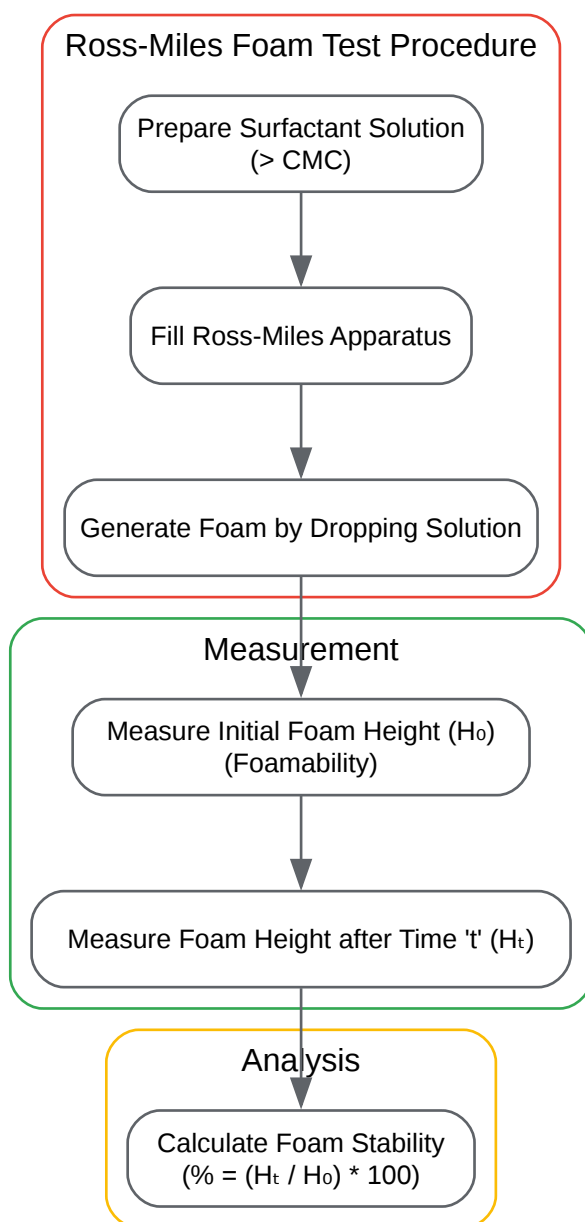 Ross-Miles Foam Test Procedure
Prepare Surfactant Solution
(> CMC)
Fill Ross-Miles Apparatus
Generate Foam by Dropping Solution
Measurement
Measure Initial Foam Height (H₀)
(Foamability)
Measure Foam Height after Time 't' (Hₜ)
Analysis
Calculate Foam Stability
(% = (Hₜ / H₀) * 100)